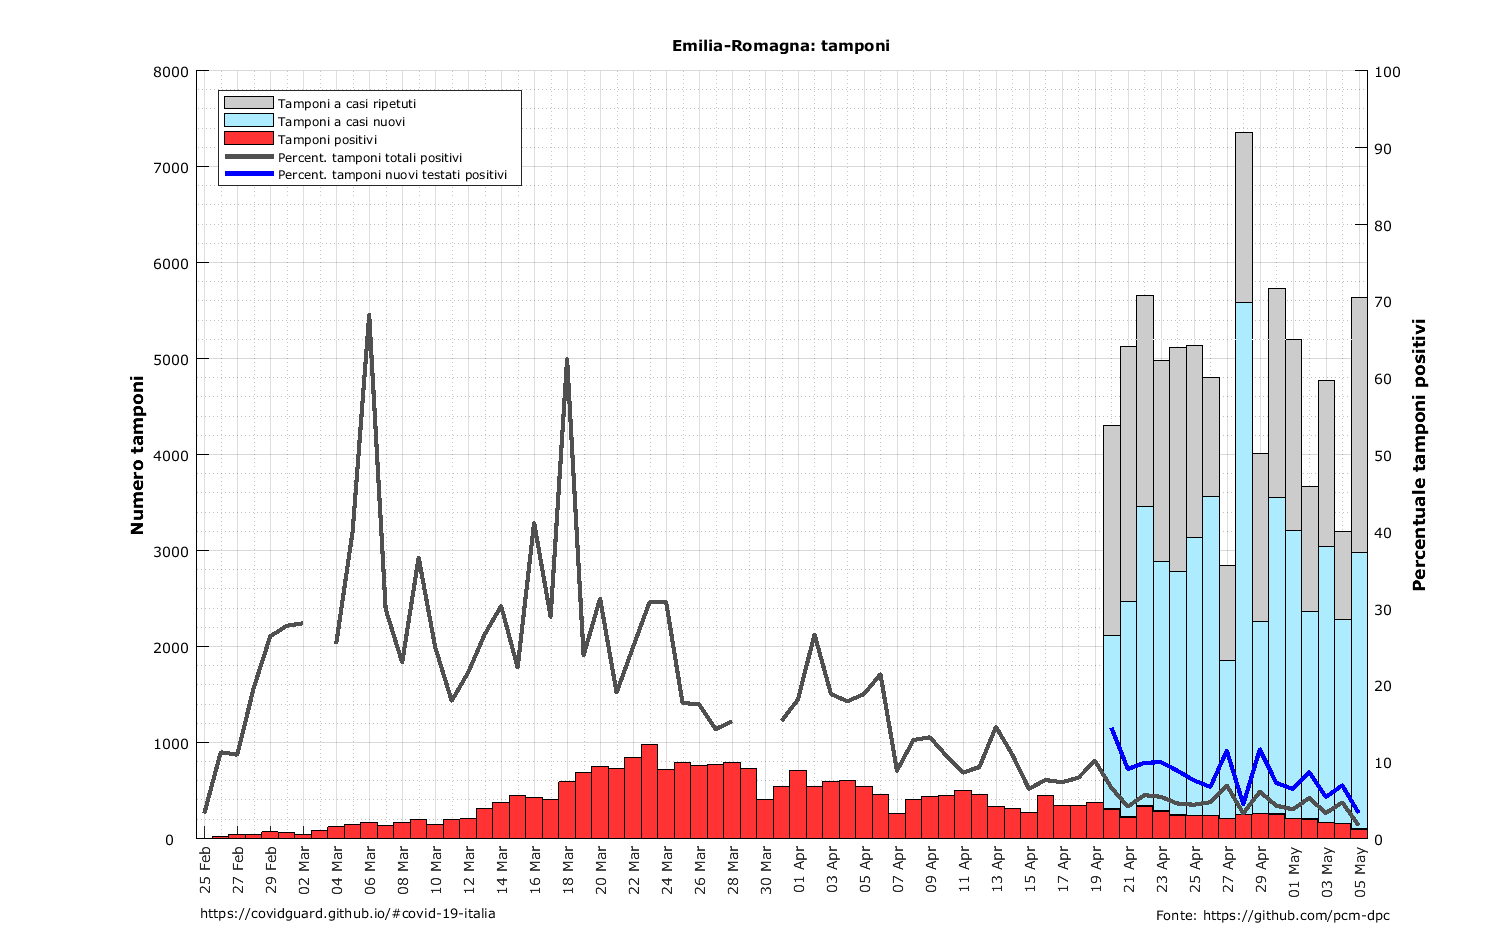 Emilia-Romagna: tamponi
8000
7000
6000
5000
4000
3000
2000
1000
0
Numero tamponi
Tamponi a casi ripetuti
Tamponi a casi nuovi
Tamponi positivi
Percent. tamponi totali positivi
Percent. tamponi nuovi testati positivi
100
90
80
70
60
50
40
30
20
10
0
Percentuale tamponi positivi
25 Feb
27 Feb
29 Feb
02 Mar
04 Mar
06 Mar
08 Mar
10 Mar
12 Mar
14 Mar
16 Mar
18 Mar
20 Mar
22 Mar
24 Mar
26 Mar
28 Mar
30 Mar
01 Apr
03 Apr
05 Apr
07 Apr
09 Apr
11 Apr
13 Apr
15 Apr
17 Apr
19 Apr
21 Apr
23 Apr
25 Apr
27 Apr
29 Apr
01 May
03 May
05 May
https://covidguard.github.io/#covid-19-italia
Fonte: https://github.com/pcm-dpc